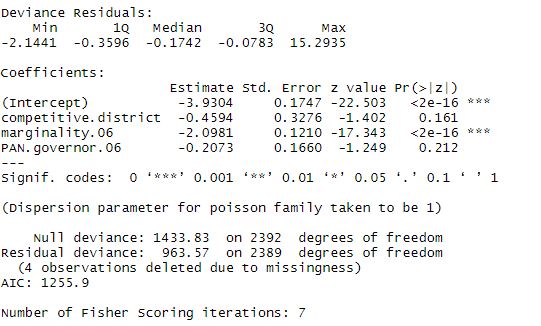 Deviance Residuals:
    Min       1Q   Median       3Q      Max
-2.1441  -0.3596  -0.1742  -0.0783  15.2935
Coefficients:
                     Estimate Std. Error z value Pr(>|z|)
(Intercept)           -3.9304     0.1747 -22.503   <2e-16 ***
competitive.district  -0.4594     0.3276  -1.402    0.161
marginality.06        -2.0981     0.1210 -17.343   <2e-16 ***
PAN.governor.06       -0.2073     0.1660  -1.249    0.212
---
Signif. codes:  0 ‘***’ 0.001 ‘**’ 0.01 ‘*’ 0.05 ‘.’ 0.1 ‘ ’ 1
(Dispersion parameter for poisson family taken to be 1)
    Null deviance: 1433.83  on 2392  degrees of freedom
Residual deviance:  963.57  on 2389  degrees of freedom
  (4 observations deleted due to missingness)
AIC: 1255.9
Number of Fisher Scoring iterations: 7